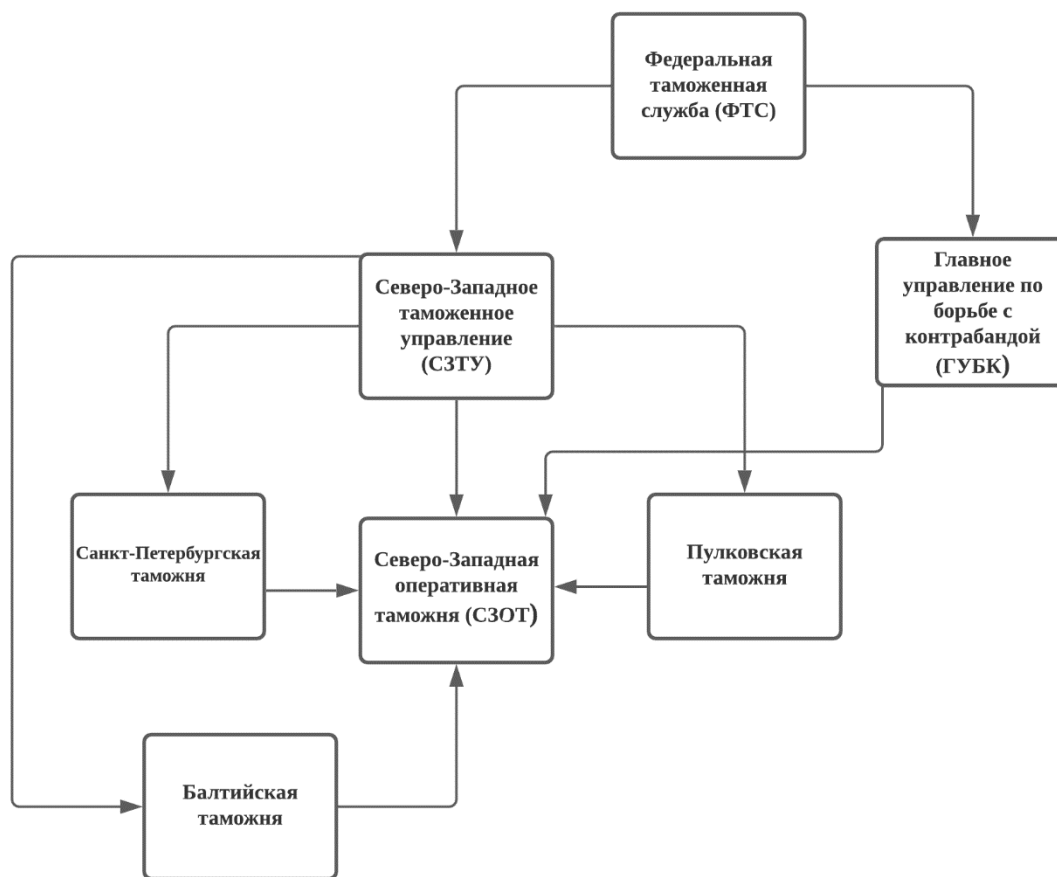 Федеральная
таможенная
служба (ФТС)
Северо-Западное
таможенное
управление
(СЗТУ)
Главное
управление по
борьбе с
контрабандой
(ГУБК)
Санкт-Петербургская
таможня
Северо-Западная
оперативная
таможня (СЗОТ)
Пулковская
таможня
Балтийская
таможня